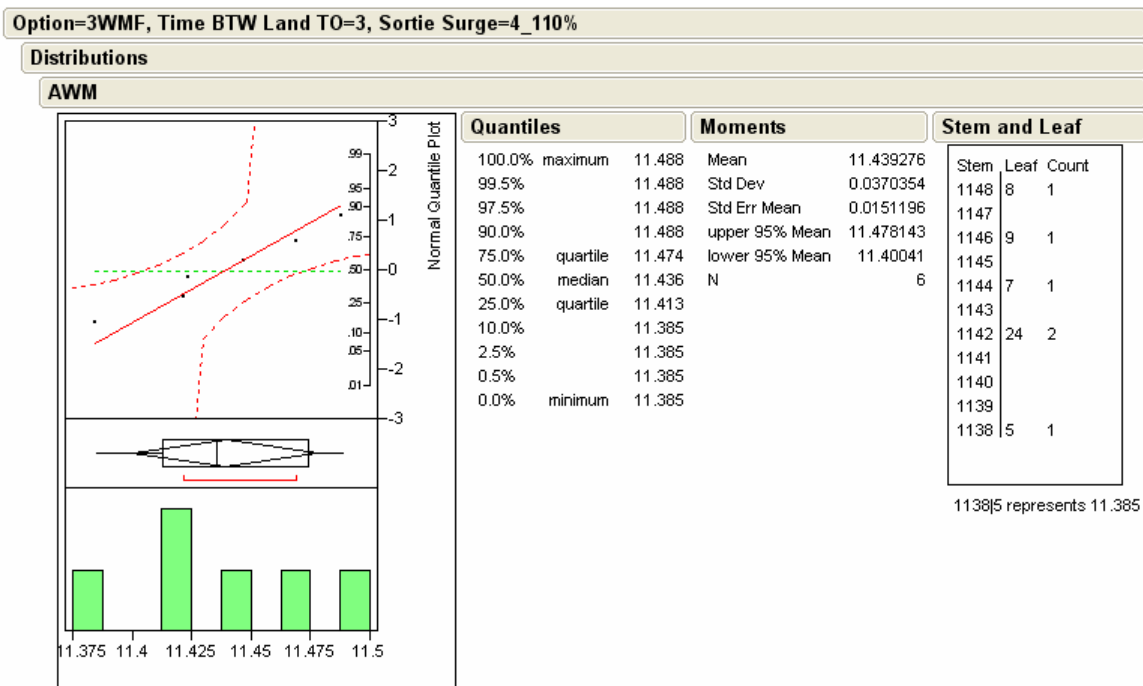 Option=3WMF, Time BTW Land TO=3, Sortie Surge=4_110%
Distributions
AWM
3
2
1
0
-1
-2
-3
.99
.95
.90
.75
.50
.25
.10
.05
.01
Normal Quantile Plot
11.375 11.4 11.425 11.45 11.475 11.5
Quantiles
100.0% maximum 11.488
99.5% 11.488
97.5% 11.488
90.0% 11.488
75.0% quartile 11.474
50.0% median 11.436
25.0% quartile 11.413
10.0% 11.385
2.5% 11.385
0.5% 11.385
0.0% minimum 11.385
Moments
Mean 11.439276
Std Dev 0.0370354
Std Err Mean 0.0151196
upper 95% Mean 11.478143
lower 95% Mean 11.40041
N 6
Stem and Leaf
Stem Leaf Count
1148 8 1
1147
1146 9 1
1145
1144 7 1
1143
1142 24 2
1141
1140
1139
1138 5 1
1138|5 represents 11.385